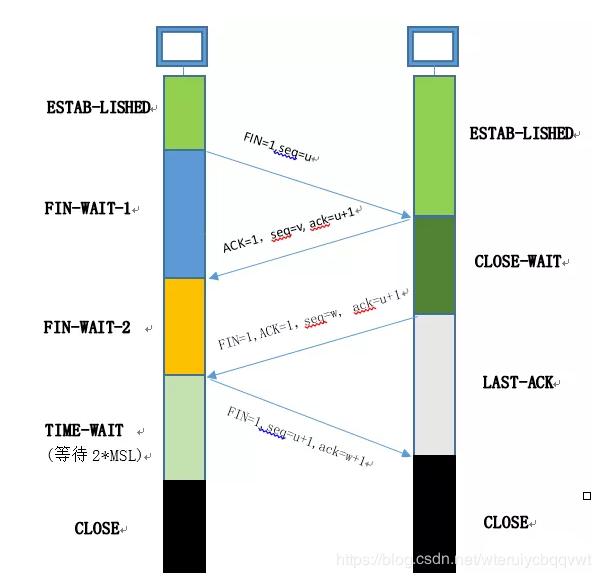 ESTAB-LISHED
ESTAB-LISHED
FIN=1,seq=u
FIN-WAIT-1
ACK=1, seq=v, ack=u+1
CLOSE-WAIT
FIN=1,ACK=1, seq=w, ack=u+1
FIN-WAIT-2
LAST-ACK
FIN=1,seq=u+1,ack=w+1
TIME-WAIT
(等待2*MSL)
CLOSE
CLOSE
https://blog.csdn.net/wteruiycbqqvwt